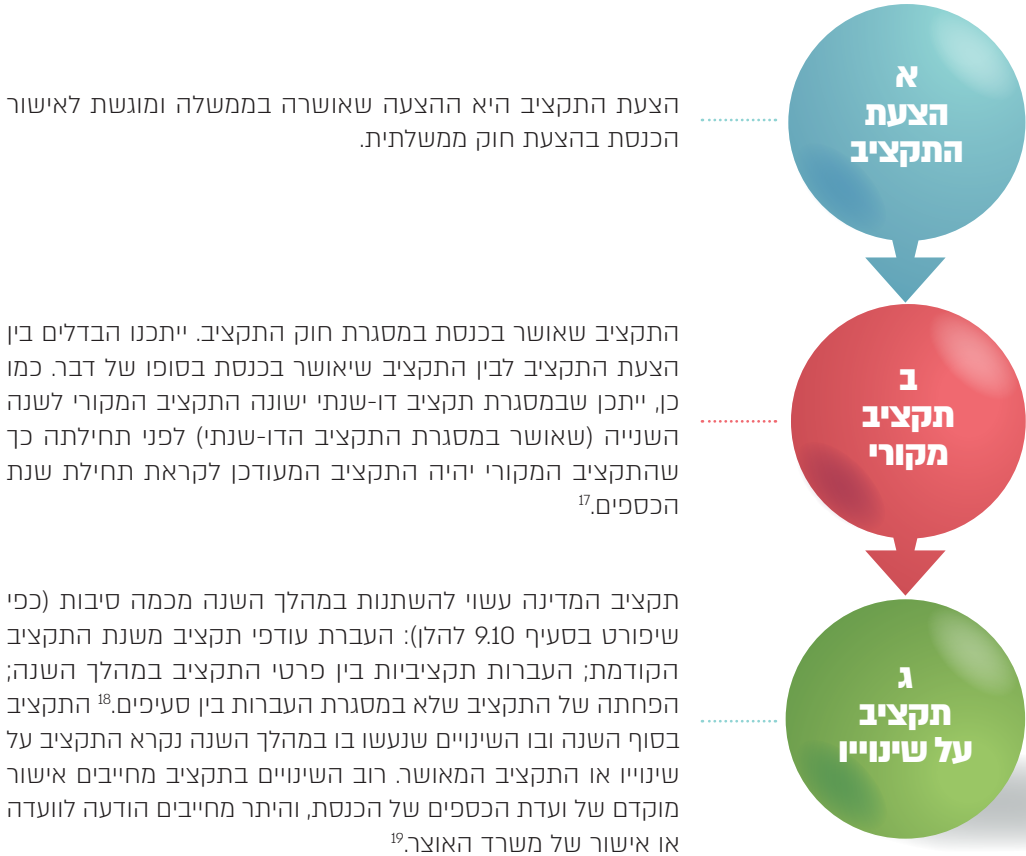 א
הצעת
התקציב
הצעת התקציב היא ההצעה שאושרה בממשלה ומוגשת לאישור
הכנסת בהצעת חוק ממשלתית.
ב
תקציב
מקורי
התקציב שאושר בכנסת במסגרת חוק התקציב. ייתכנו הבדלים בין
הצעת התקציב לבין התקציב שיאושר בכנסת בסופו של דבר. כמו
כן, ייתכן שבמסגרת תקציב דו-שנתי ישונה התקציב המקורי לשנה
השנייה (שאושר במסגרת התקציב הדו-שנתי) לפני תחילתה כך
שהתקציב המקורי יהיה התקציב המעודכן לקראת תחילת שנת
הכספים.17
ג
תקציב
על שינוייו
תקציב המדינה עשוי להשתנות במהלך השנה מכמה סיבות (כפי
שיפורט בסעיף 9.10 להלן): העברת עודפי תקציב משנת התקציב
הקודמת; העברות תקציביות בין פרטי התקציב במהלך השנה;
הפחתה של התקציב שלא במסגרת העברות בין סעיפים.18 התקציב
בסוף השנה ובו השינויים שנעשו בו במהלך השנה נקרא התקציב על
שינוייו או התקציב המאושר. רוב השינויים בתקציב מחייבים אישור
מוקדם של ועדת הכספים של הכנסת, והיתר מחייבים הודעה לוועדה
או אישור של משרד האוצר.19